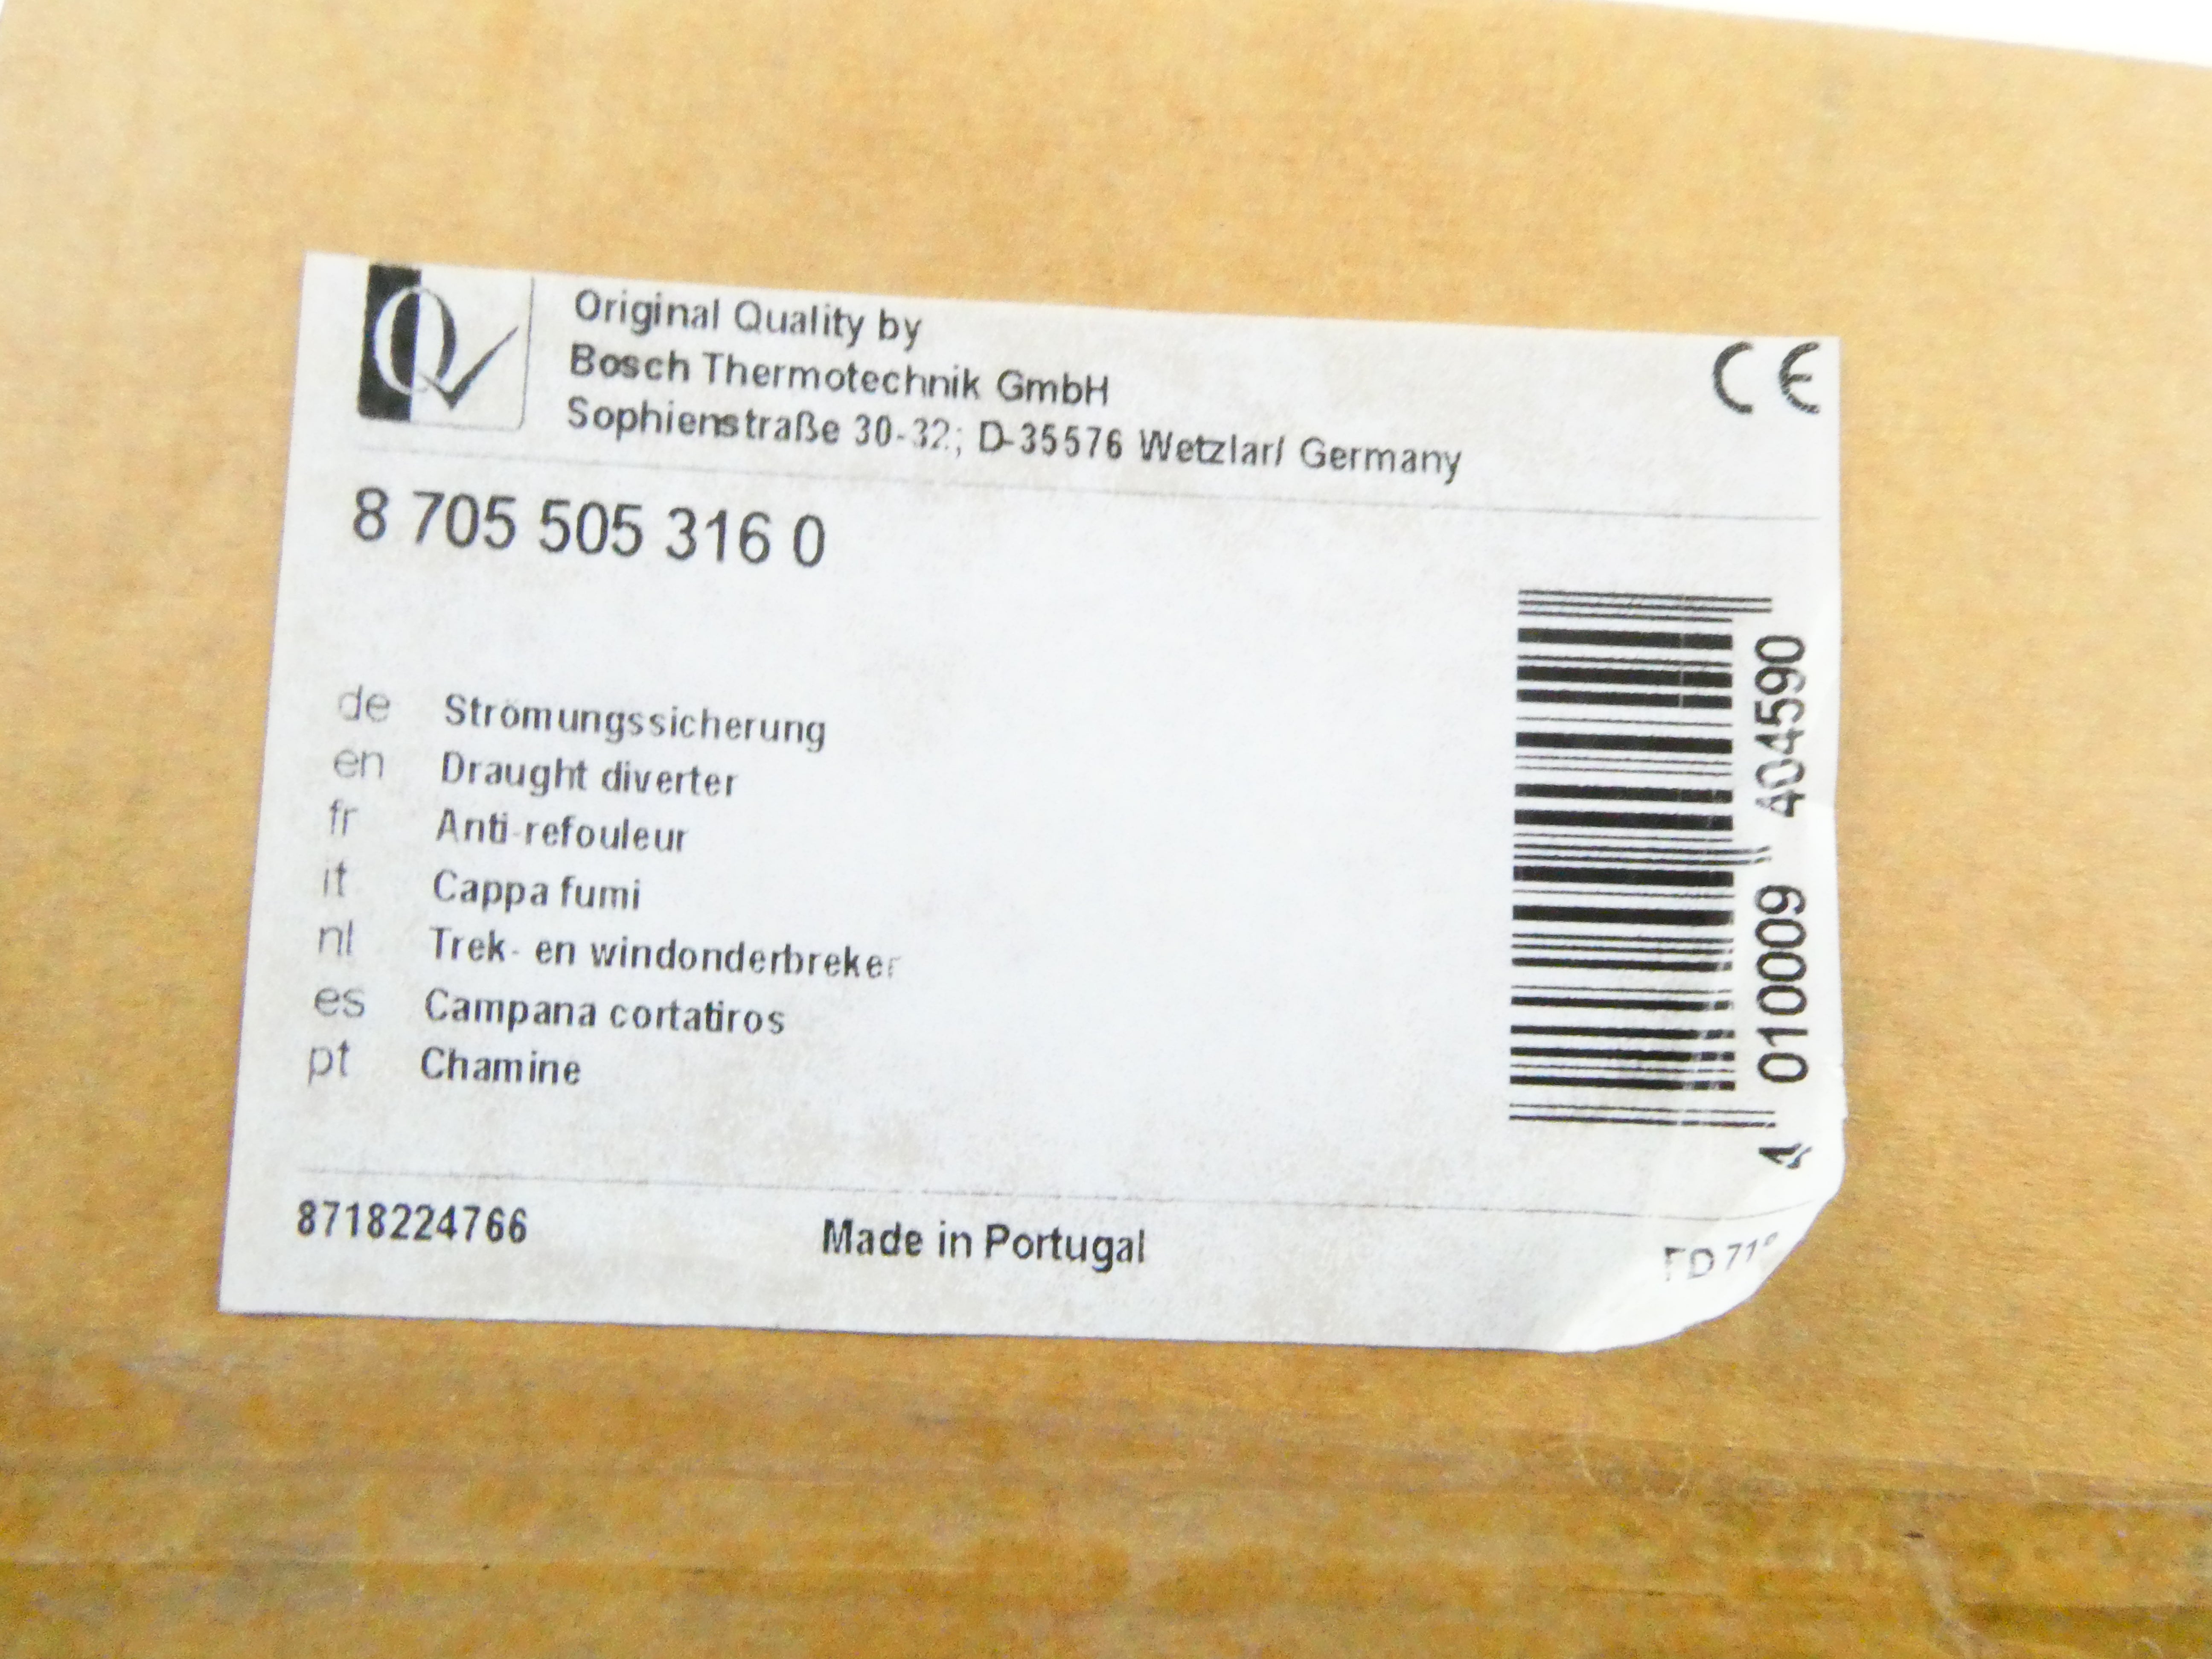 Original Quality by
Bosch Thermotechnik GmbH
Sophienstraße 30-32; D-35576 Wetzlar/ Germany
CE
8 705 505 316 0
de Strömungssicherung
en Draught diverter
fr Anti-refouleur
it Cappa fumi
nl Trek- en windonderbreker
es Campana cortatiros
pt Chamine
4 010009 404590
8718224766 Made in Portugal